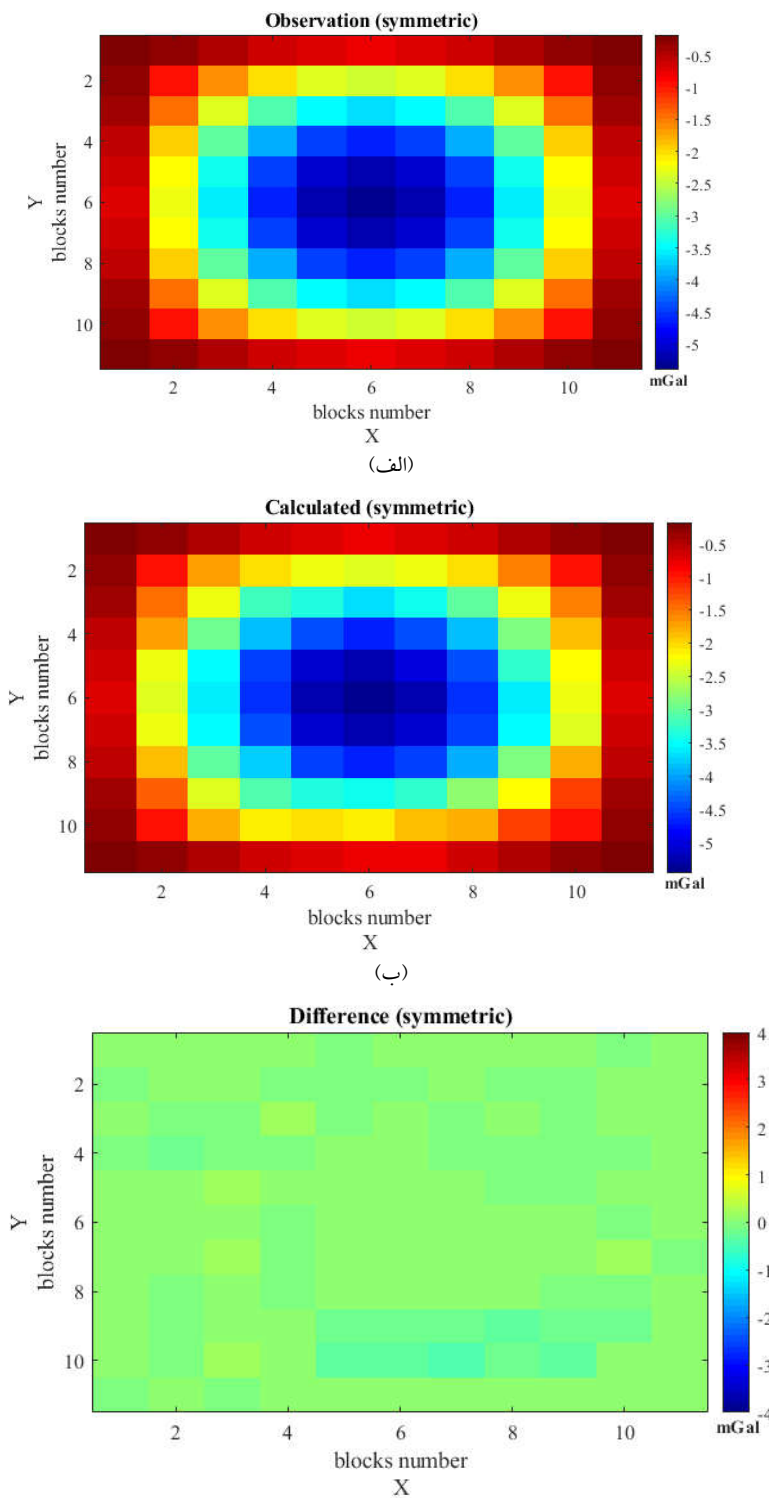 Observation (symmetric)
2
4
6
8
10
Y
blocks number
2 4 6 8 10
blocks number
X
-0.5
-1
-1.5
-2
-2.5
-3
-3.5
-4
-4.5
-5
mGal
(الف)
Calculated (symmetric)
2
4
6
8
10
Y
blocks number
2 4 6 8 10
blocks number
X
-0.5
-1
-1.5
-2
-2.5
-3
-3.5
-4
-4.5
-5
mGal
(ب)
Difference (symmetric)
2
4
6
8
10
Y
blocks number
2 4 6 8 10
blocks number
X
4
3
2
1
0
-1
-2
-3
-4
mGal